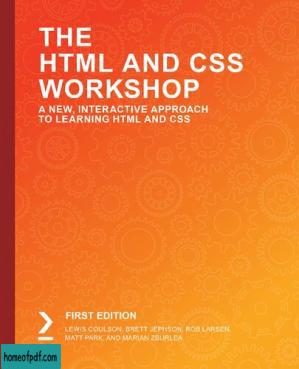 THE
HTML AND CSS
WORKSHOP
A NEW, INTERACTIVE APPROACH
TO LEARNING HTML AND CSS
FIRST EDITION
LEWIS COULSON, BRETT JEPHSON, ROB LARSEN,
MATT PARK, AND MARIAN ZBURLEA
homeofpdf.com